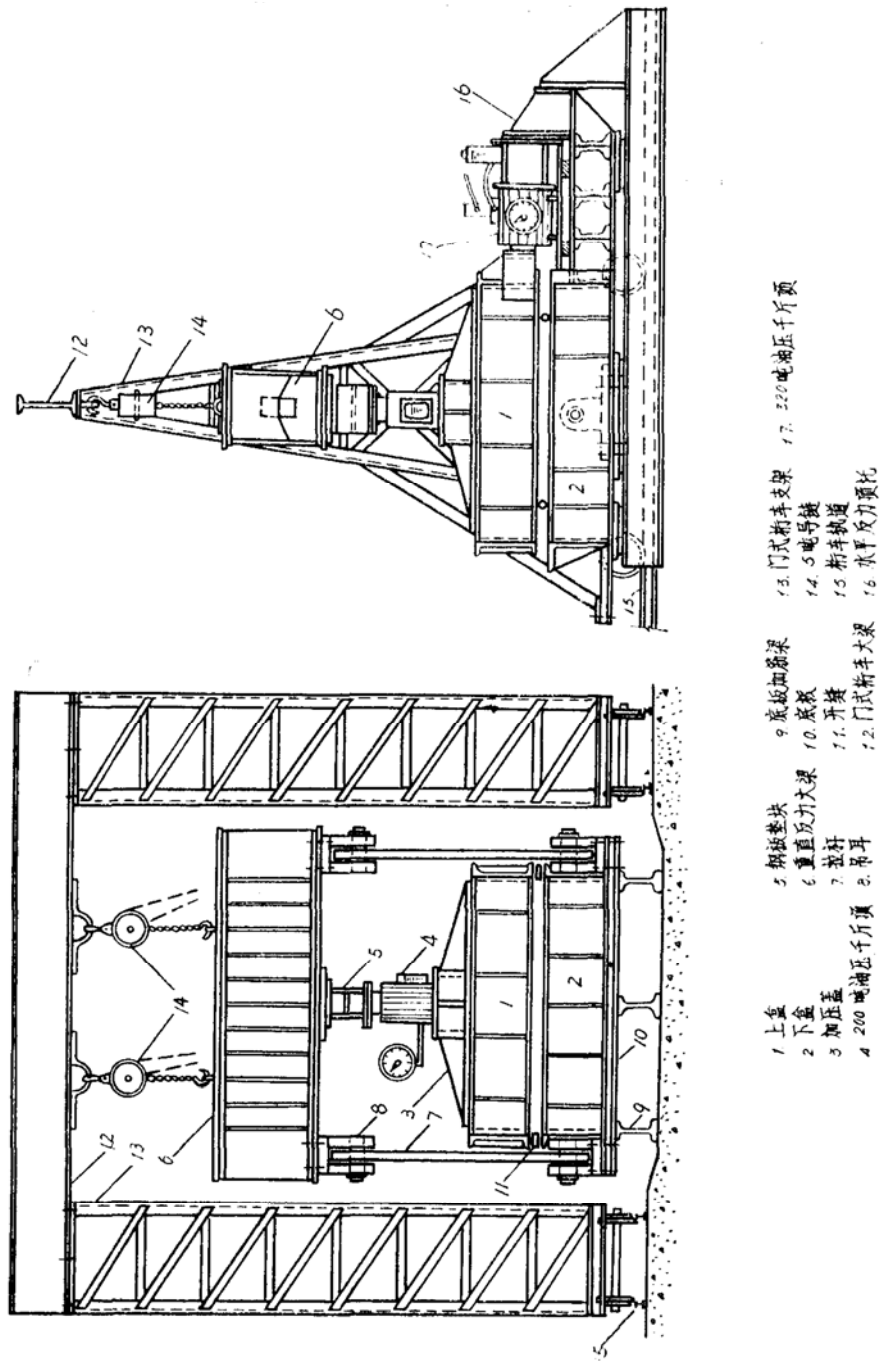 12
13
6
14
5
4
3
8
7
11
1
2
10
9
15
12
13
14
6
16
17
1
2
15
1. 上盒
2 下盒
3 加压盖
4 200吨油压千斤顶
5. 钢板垫块
6 重直反力大梁
7. 拉杆
8. 吊耳
9. 底板加筋梁
10. 底板
11. 开缝
12. 门式桁车大梁
13. 门式桁车支架
14. 5吨导链
15 桁车轨道
16 水平反力顶托
17. 320吨油压千斤顶